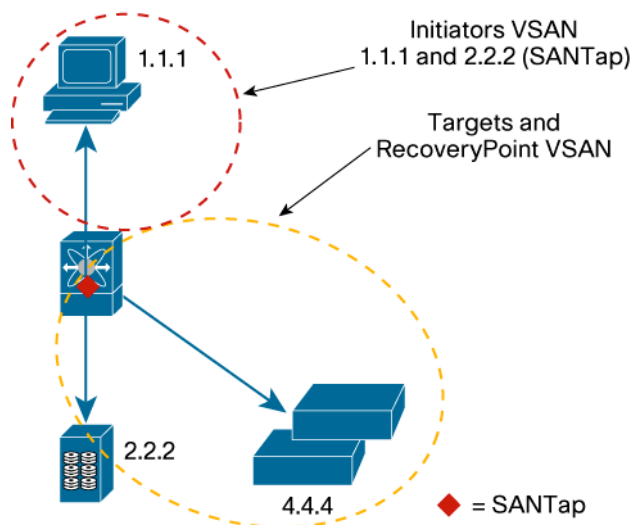 Initiators VSAN
1.1.1 and 2.2.2 (SANTap)
1.1.1
Targets and
RecoveryPoint VSAN
2.2.2
4.4.4
= SANTap